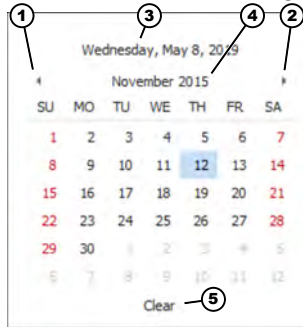 1 3 4 2
Wednesday, May 8, 2019
November 2015
SU MO TU WE TH FR SA
1 2 3 4 5 6 7
8 9 10 11 12 13 14
15 16 17 18 19 20 21
22 23 24 25 26 27 28
29 30 1 2 3 4 5
6 7 8 9 10 11 12
Clear 5